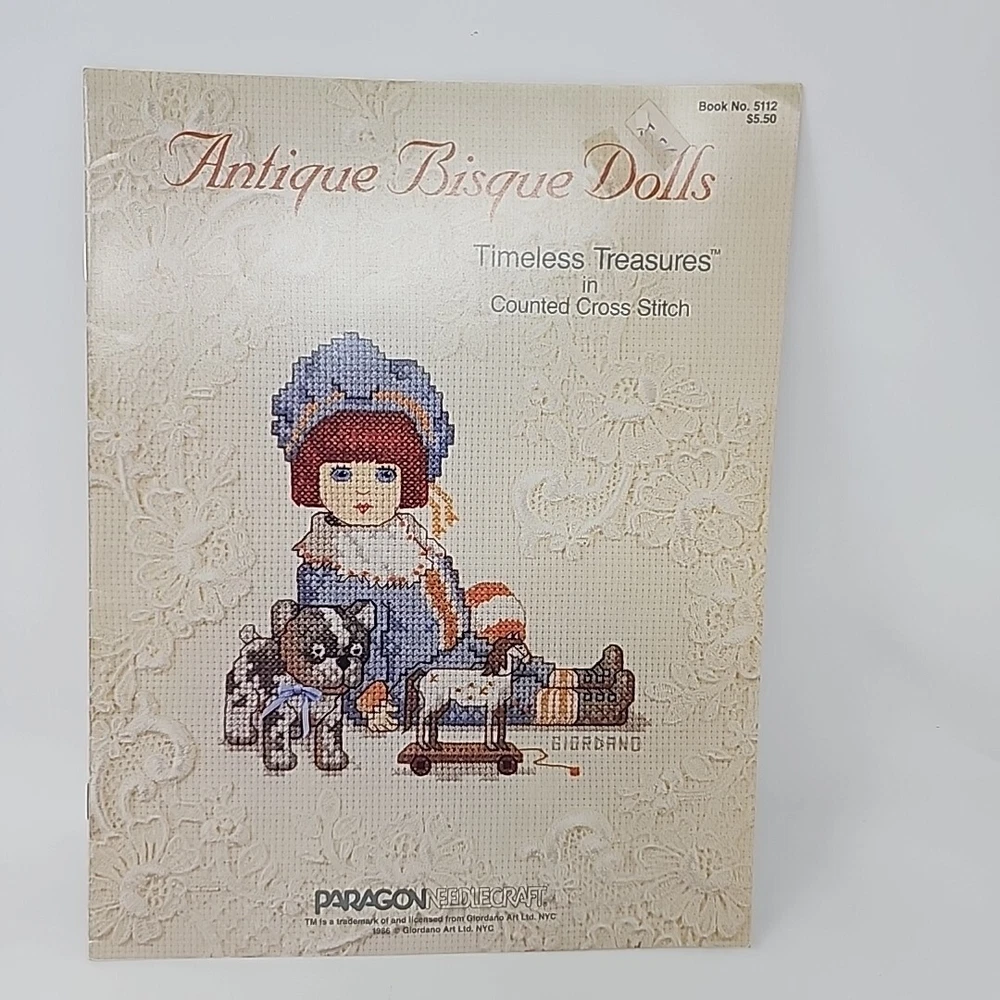 Book No. 5112
$5.50
Antique Bisque Dolls
Timeless Treasures™
in
Counted Cross Stitch
GIORDANO
PARAGON NEEDLECRAFT
TM is a trademark of and licensed from Giordano Art Ltd. NYC
1986 © Giordano Art Ltd. NYC